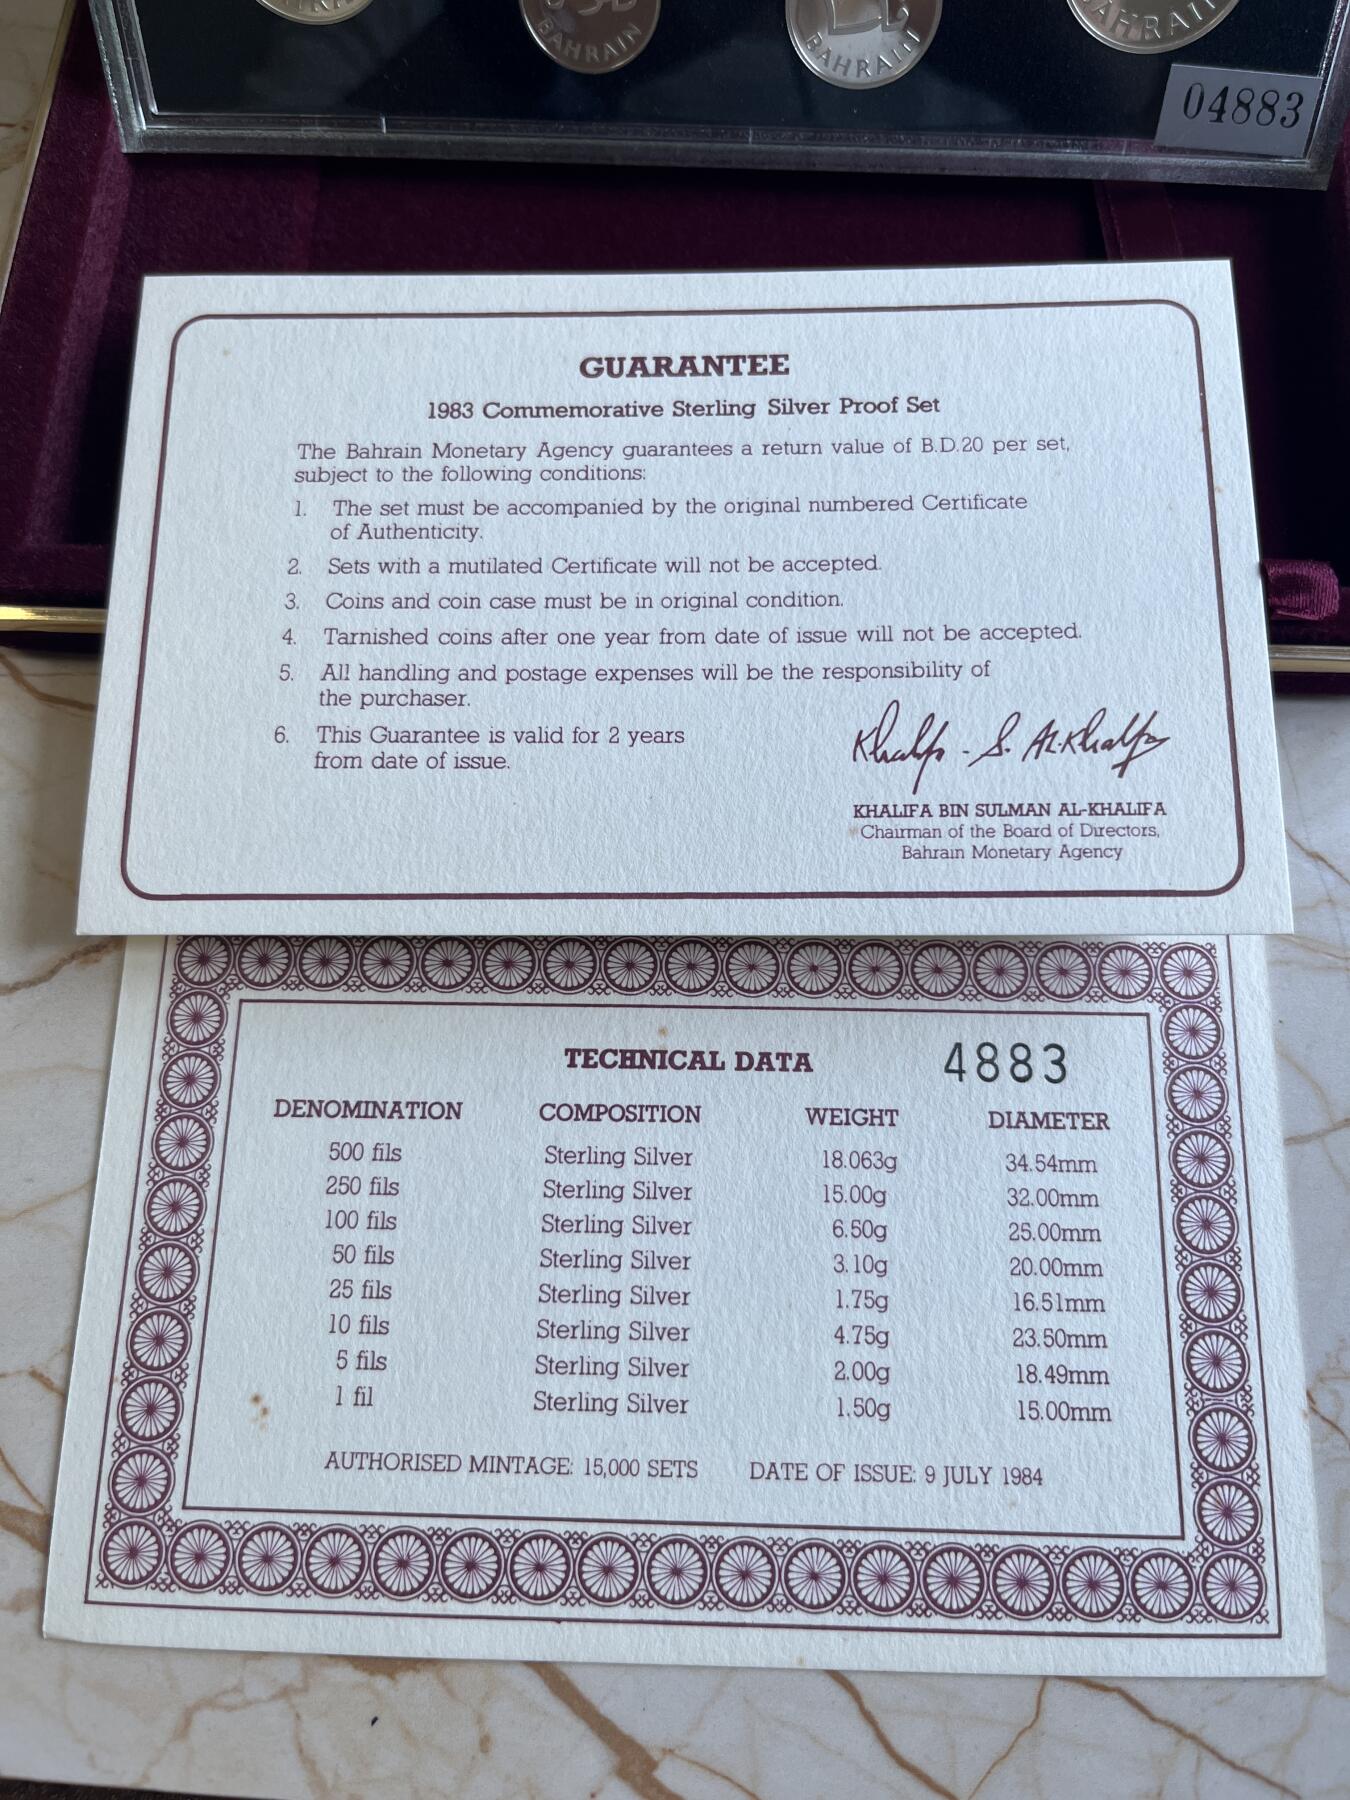 BAHRAIN
BAHRAIN
BAHRAIN
04883
GUARANTEE
1983 Commemorative Sterling Silver Proof Set
The Bahrain Monetary Agency guarantees a return value of B.D.20 per set,
subject to the following conditions:
1. The set must be accompanied by the original numbered Certificate
of Authenticity.
2. Sets with a mutilated Certificate will not be accepted.
3. Coins and coin case must be in original condition.
4. Tarnished coins after one year from date of issue will not be accepted.
5. All handling and postage expenses will be the responsibility of
the purchaser.
6. This Guarantee is valid for 2 years
from date of issue.
Khalifa - S. Al-Khalifa
KHALIFA BIN SULMAN AL-KHALIFA
Chairman of the Board of Directors,
Bahrain Monetary Agency
TECHNICAL DATA 4883
DENOMINATION COMPOSITION WEIGHT DIAMETER
500 fils Sterling Silver 18.063g 34.54mm
250 fils Sterling Silver 15.00g 32.00mm
100 fils Sterling Silver 6.50g 25.00mm
50 fils Sterling Silver 3.10g 20.00mm
25 fils Sterling Silver 1.75g 16.51mm
10 fils Sterling Silver 4.75g 23.50mm
5 fils Sterling Silver 2.00g 18.49mm
1 fil Sterling Silver 1.50g 15.00mm
AUTHORISED MINTAGE: 15,000 SETS DATE OF ISSUE: 9 JULY 1984